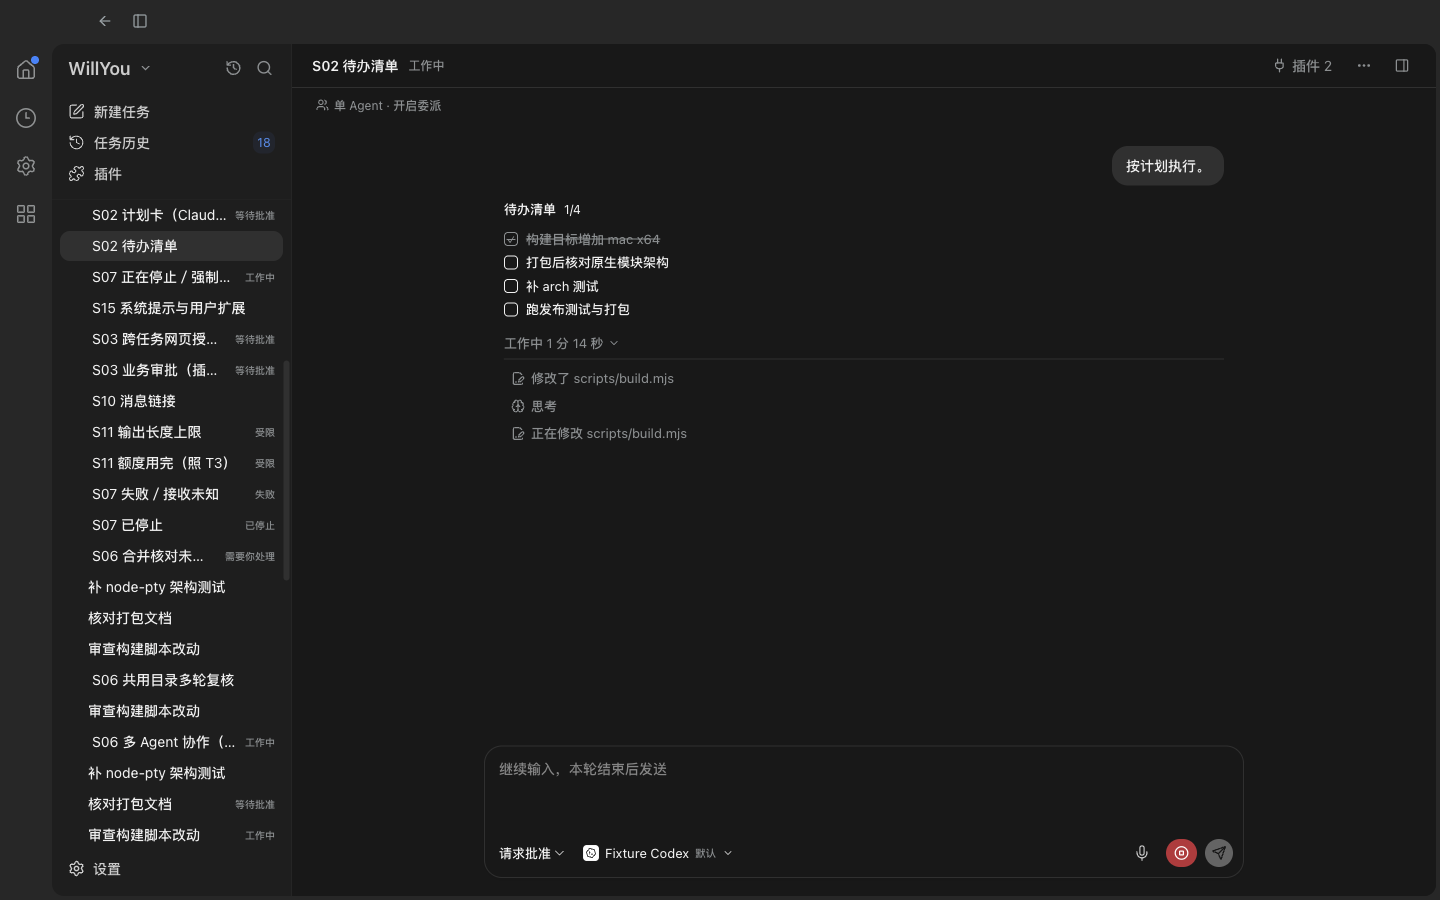 WillYou
新建任务
任务历史 18
插件
S02 计划卡（Claud... 等待批准
S02 待办清单
S07 正在停止 / 强制... 工作中
S15 系统提示与用户扩展
S03 跨任务网页授... 等待批准
S03 业务审批（插... 等待批准
S10 消息链接
S11 输出长度上限 受限
S11 额度用完（照 T3） 受限
S07 失败 / 接收未知 失败
S07 已停止 已停止
S06 合并核对未... 需要你处理
补 node-pty 架构测试
核对打包文档
审查构建脚本改动
S06 共用目录多轮复核
审查构建脚本改动
S06 多 Agent 协作（... 工作中
补 node-pty 架构测试
核对打包文档 等待批准
审查构建脚本改动 工作中
设置
S02 待办清单 工作中
插件 2
单 Agent · 开启委派
按计划执行。
待办清单 1/4
构建目标增加 mac x64
打包后核对原生模块架构
补 arch 测试
跑发布测试与打包
工作中 1 分 14 秒
修改了 scripts/build.mjs
思考
正在修改 scripts/build.mjs
继续输入，本轮结束后发送
请求批准 Fixture Codex 默认